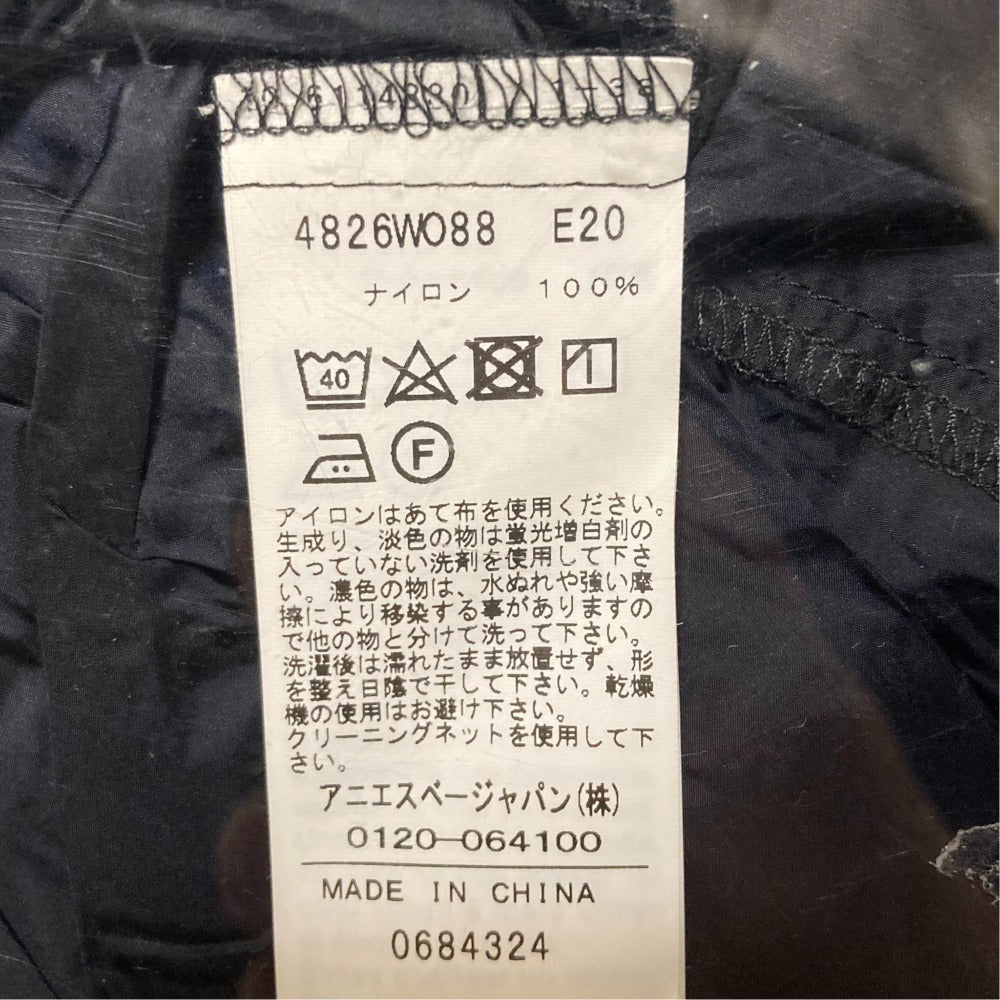 4826WO88 E20
ナイロン 100%
40
F
アイロンはあて布を使用ください。
生成り、淡色の物は蛍光増白剤の
入っていない洗剤を使用して下さ
い。濃色の物は、水ぬれや強い摩
擦により移染する事がありますの
で他の物と分けて洗って下さい。
洗濯後は濡れたまま放置せず、形
を整え日陰で干して下さい。乾燥
機の使用はお避け下さい。
クリーニングネットを使用して下
さい。
アニエスベージャパン(株)
0120-064100
MADE IN CHINA
0684324